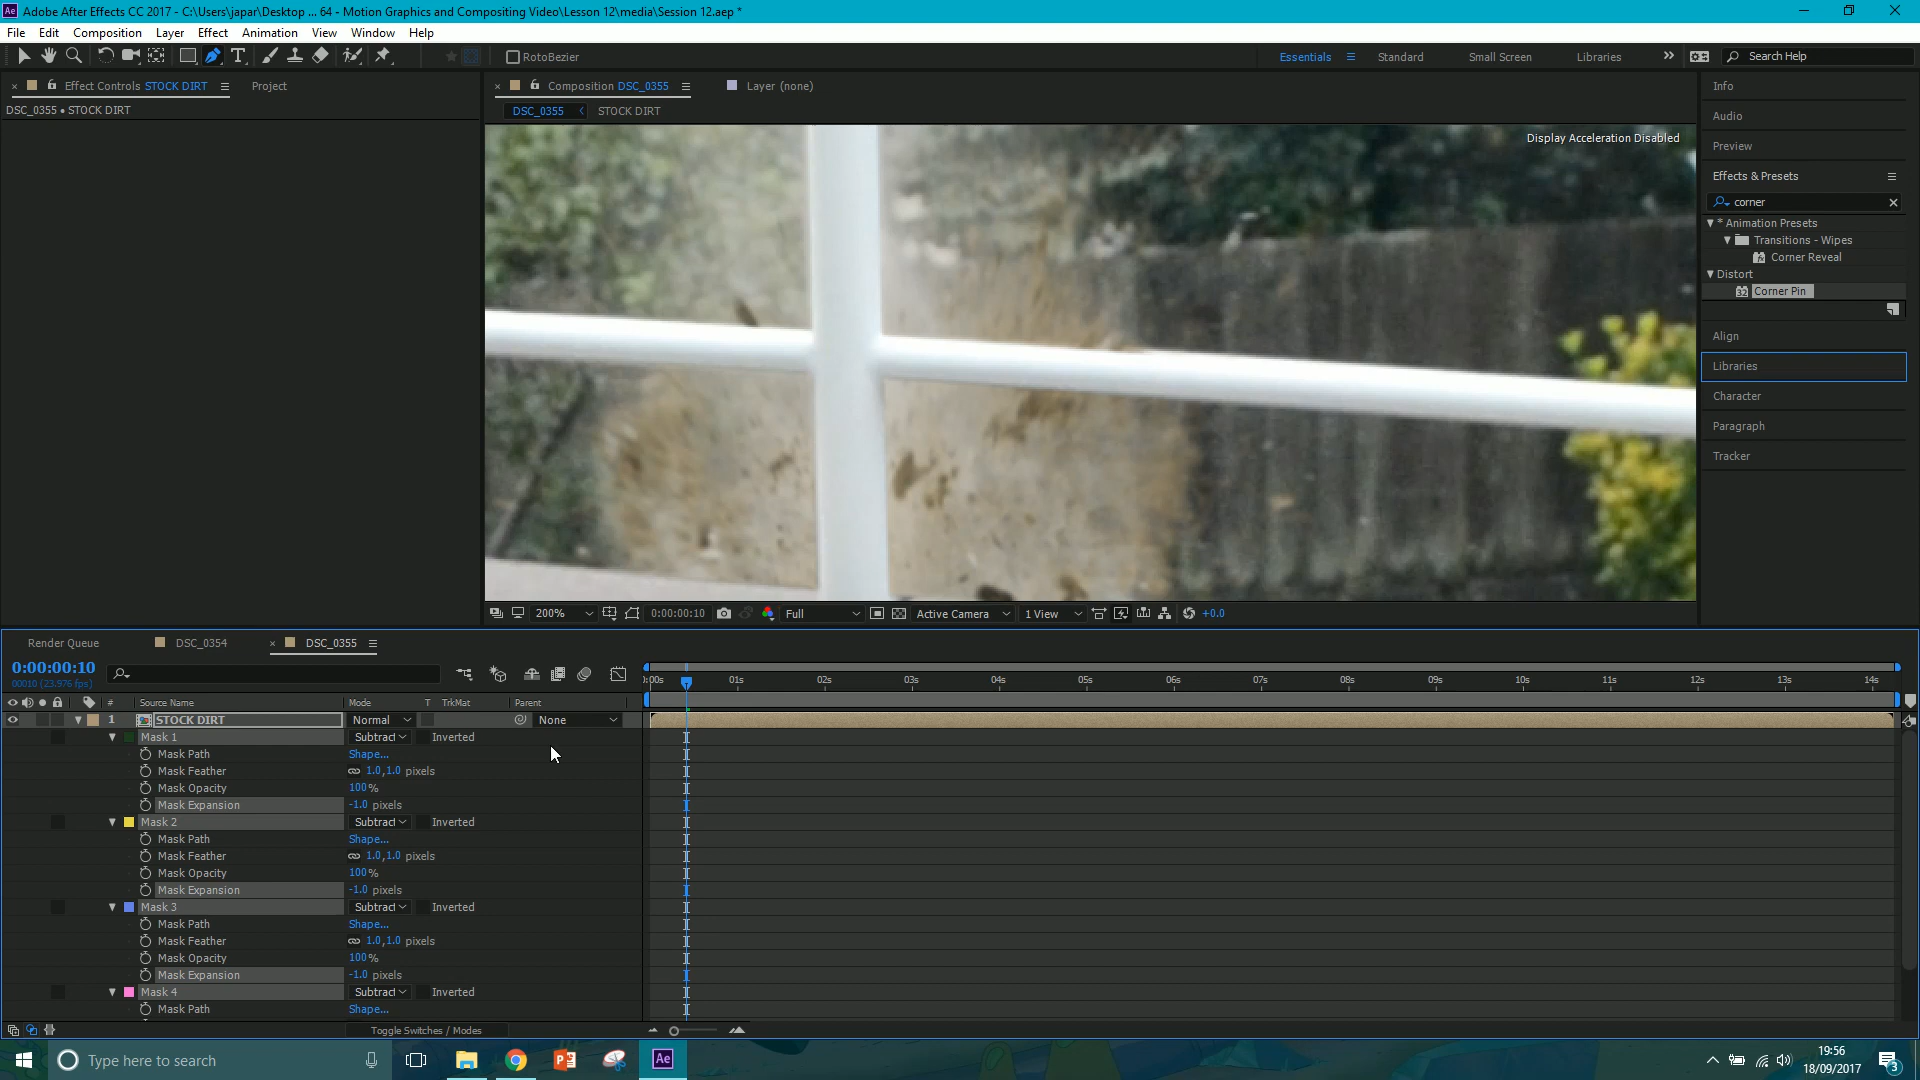 Adobe After Effects CC 2017 - C:\Users\japar\Desktop ... 64 - Motion Graphics and Compositing Video\Lesson 12\media\Session 12.aep *
File Edit Composition Layer Effect Animation View Window Help
RotoBezier
Essentials Standard Small Screen Libraries Search Help
Effect Controls STOCK DIRT Project
Composition DSC_0355 Layer (none)
Info
DSC_0355 • STOCK DIRT
DSC_0355 STOCK DIRT
Audio
Display Acceleration Disabled
Preview
Effects & Presets
corner
* Animation Presets
Transitions - Wipes
Corner Reveal
Distort
32 Corner Pin
Align
Libraries
Character
Paragraph
Tracker
200% 0:00:00:10 Full Active Camera 1 View +0.0
Render Queue DSC_0354 DSC_0355
0:00:00:10
00010 (23.976 fps)
):00s 01s 02s 03s 04s 05s 06s 07s 08s 09s 10s 11s 12s 13s 14s
# Source Name Mode T TrkMat Parent
1 STOCK DIRT Normal None
Mask 1 Subtract Inverted
Mask Path Shape...
Mask Feather 1.0,1.0 pixels
Mask Opacity 100%
Mask Expansion -1.0 pixels
Mask 2 Subtract Inverted
Mask Path Shape...
Mask Feather 1.0,1.0 pixels
Mask Opacity 100%
Mask Expansion -1.0 pixels
Mask 3 Subtract Inverted
Mask Path Shape...
Mask Feather 1.0,1.0 pixels
Mask Opacity 100%
Mask Expansion -1.0 pixels
Mask 4 Subtract Inverted
Mask Path Shape...
Toggle Switches / Modes
Type here to search
Ae
19:56
18/09/2017
3